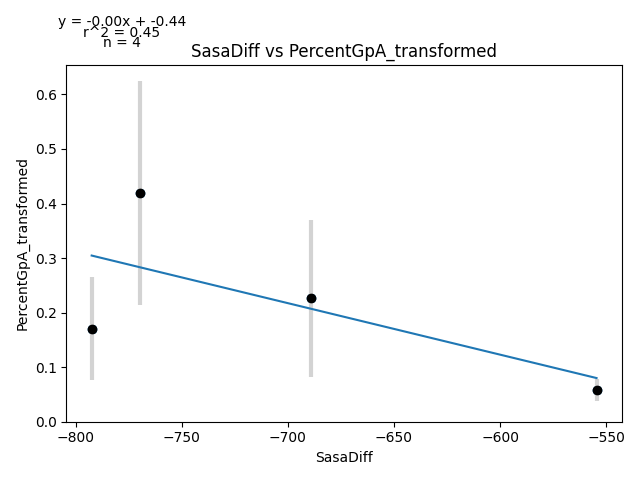 y = -0.00x + -0.44
r^2 = 0.45
n = 4
SasaDiff vs PercentGpA_transformed
PercentGpA_transformed
0.6
0.5
0.4
0.3
0.2
0.1
0.0
−800
−750
−700
−650
−600
−550
SasaDiff